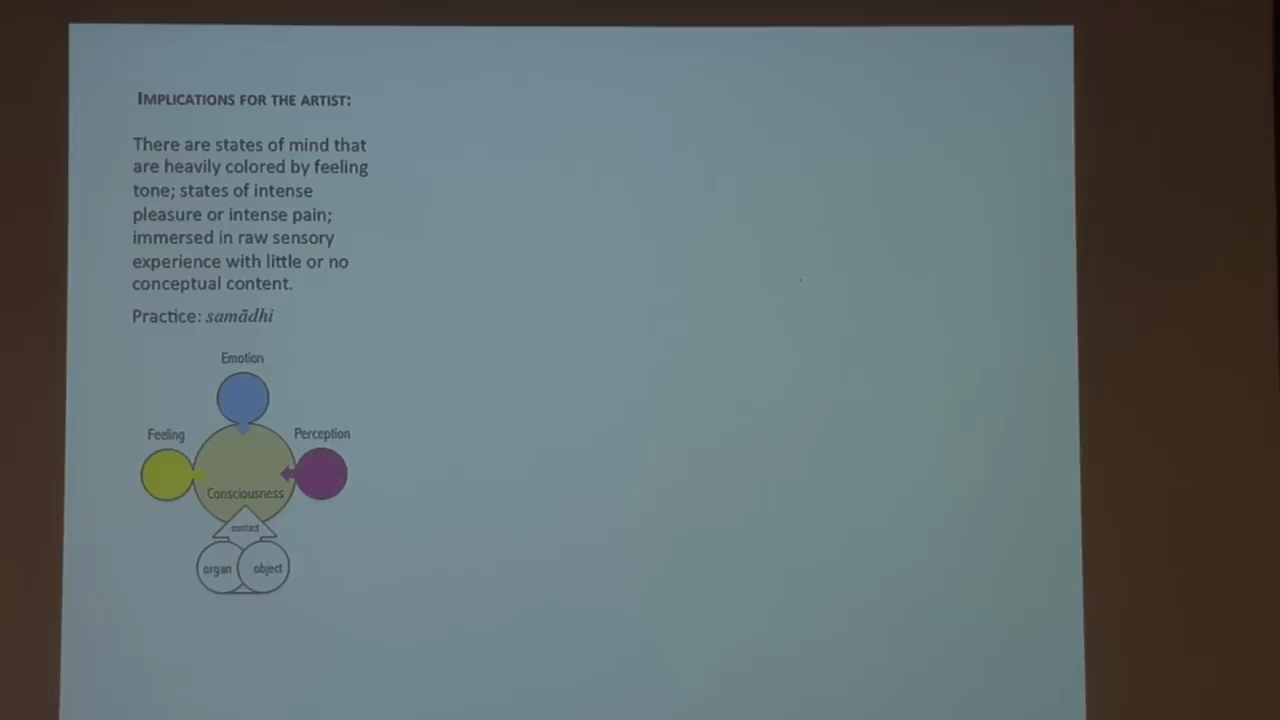 IMPLICATIONS FOR THE ARTIST:
There are states of mind that
are heavily colored by feeling
tone; states of intense
pleasure or intense pain;
immersed in raw sensory
experience with little or no
conceptual content.
Practice: samādhi
Emotion
Feeling
Perception
Consciousness
contact
organ
object